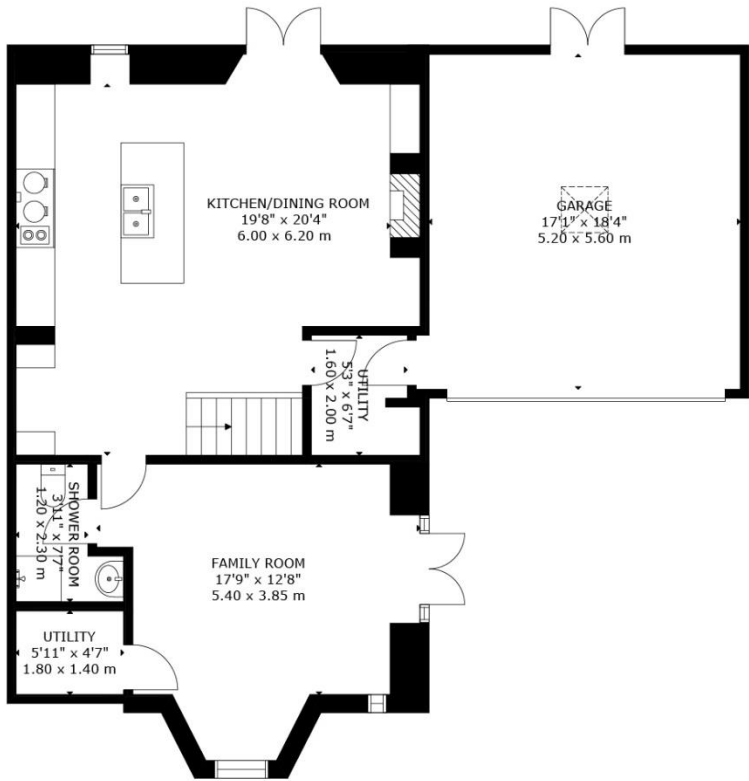 KITCHEN/DINING ROOM
19'8" x 20'4"
6.00 x 6.20 m
GARAGE
17'1" x 18'4"
5.20 x 5.60 m
UTILITY
5'3" x 6'7"
1.60 x 2.00 m
SHOWER ROOM
3'11" x 7'7"
1.20 x 2.30 m
FAMILY ROOM
17'9" x 12'8"
5.40 x 3.85 m
UTILITY
5'11" x 4'7"
1.80 x 1.40 m